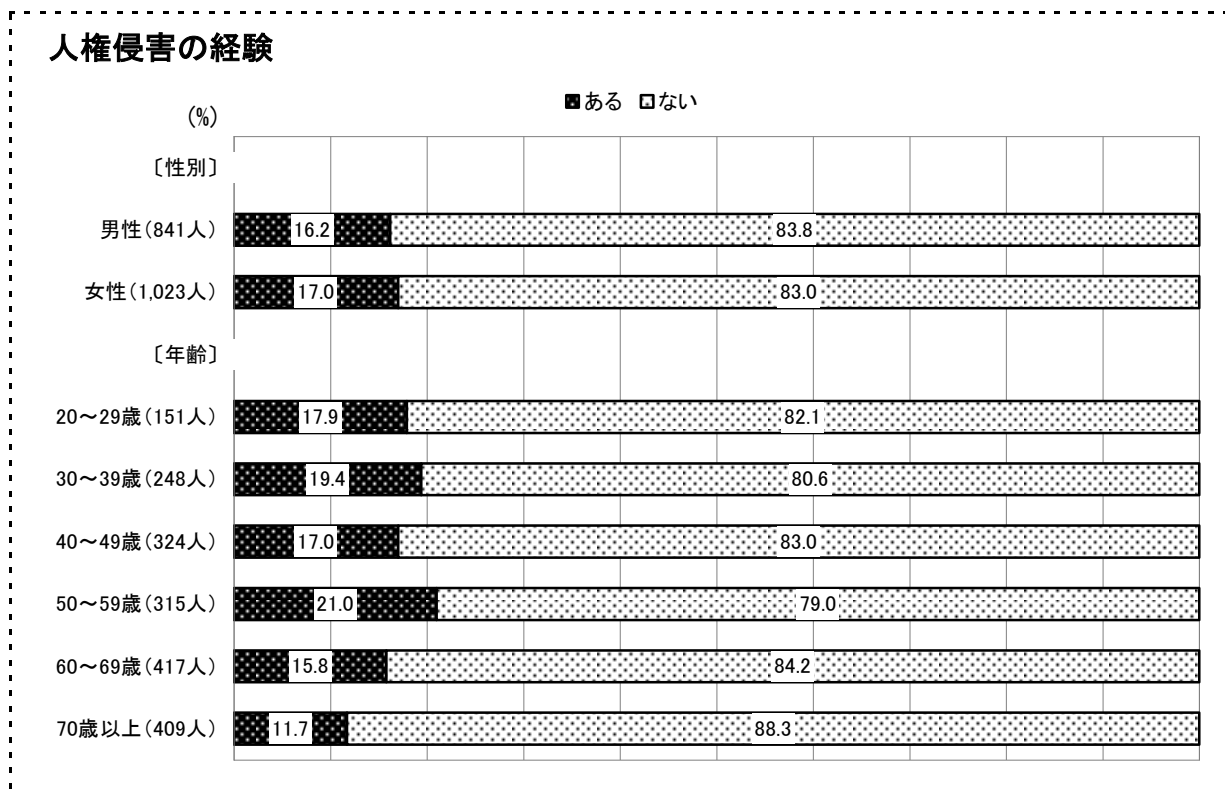 人権侵害の経験
■ある □ない
(%)
〔性別〕
男性(841人) 16.2 83.8
女性(1,023人) 17.0 83.0
〔年齢〕
20～29歳(151人) 17.9 82.1
30～39歳(248人) 19.4 80.6
40～49歳(324人) 17.0 83.0
50～59歳(315人) 21.0 79.0
60～69歳(417人) 15.8 84.2
70歳以上(409人) 11.7 88.3